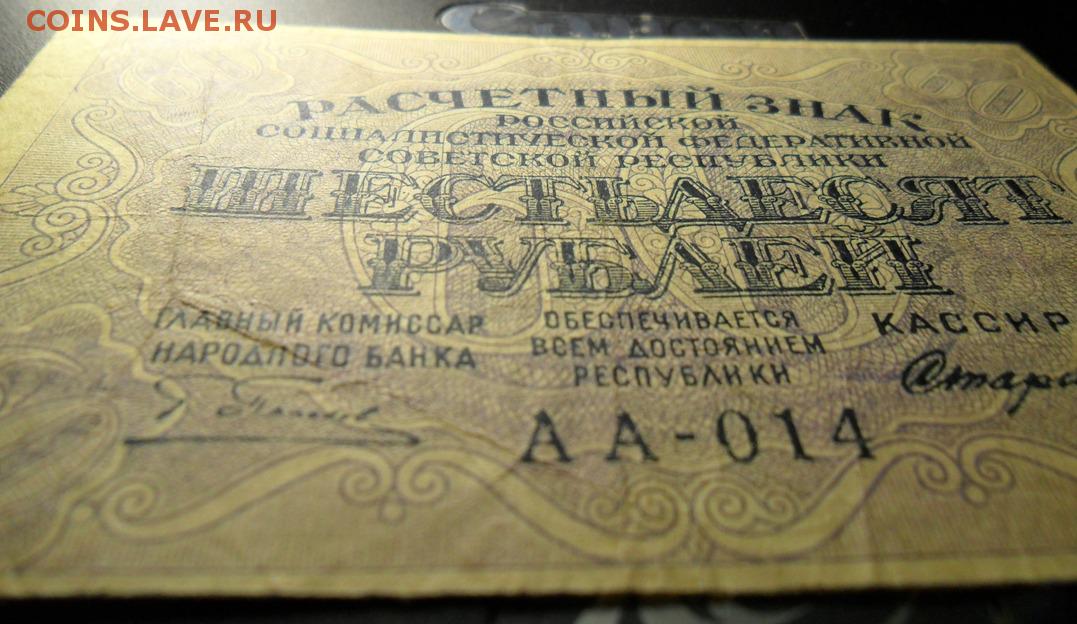 COINS.LAVE.RU
60
РАСЧЕТНЫЙ ЗНАК
РОССИЙСКОЙ
СОЦИАЛИСТИЧЕСКОЙ ФЕДЕРАТИВНОЙ
СОВЕТСКОЙ РЕСПУБЛИКИ
ШЕСТЬДЕСЯТ
РУБЛЕЙ
ГЛАВНЫЙ КОМИССАР
НАРОДНОГО БАНКА
ОБЕСПЕЧИВАЕТСЯ
ВСЕМ ДОСТОЯНИЕМ
РЕСПУБЛИКИ
КАССИР
АА-014